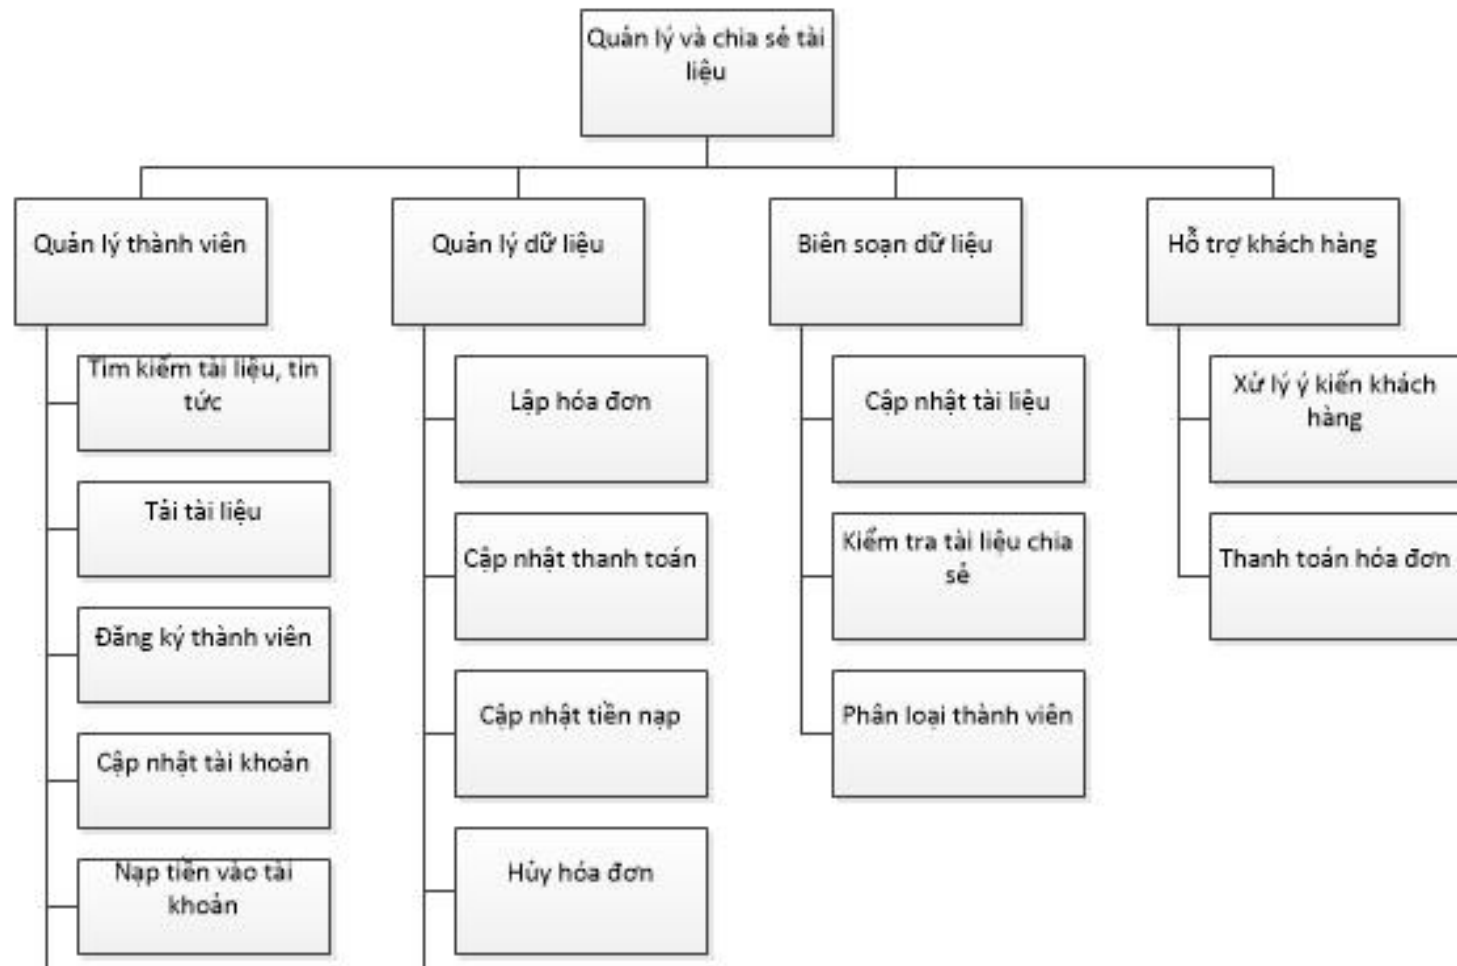 Quản lý và chia sẻ tài
liệu
Quản lý thành viên
Quản lý dữ liệu
Biên soạn dữ liệu
Hỗ trợ khách hàng
Tìm kiếm tài liệu, tin
tức
Tải tài liệu
Đăng ký thành viên
Cập nhật tài khoản
Nạp tiền vào tài
khoản
Lập hóa đơn
Cập nhật thanh toán
Cập nhật tiền nạp
Hủy hóa đơn
Cập nhật tài liệu
Kiểm tra tài liệu chia
sẻ
Phân loại thành viên
Xử lý ý kiến khách
hàng
Thanh toán hóa đơn